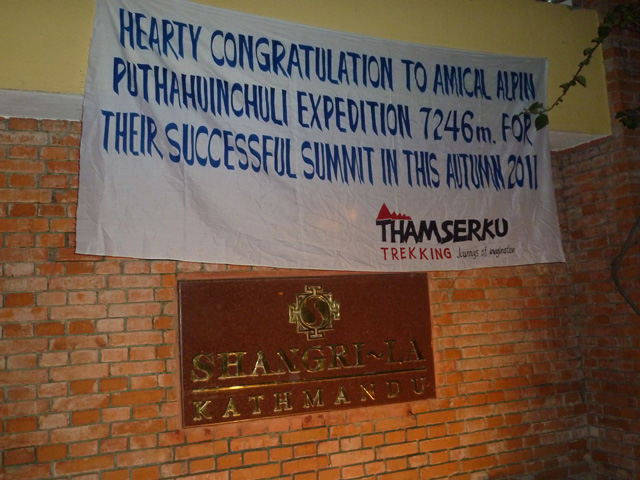 HEARTY CONGRATULATION TO AMICAL ALPIN
PUTHAHUINCHULI EXPEDITION 7246m. FOR
THEIR SUCCESSFUL SUMMIT IN THIS AUTUMN, 2011
THAMSERKU
TREKKING Journeys of imagination
SHANGRI~LA
KATHMANDU